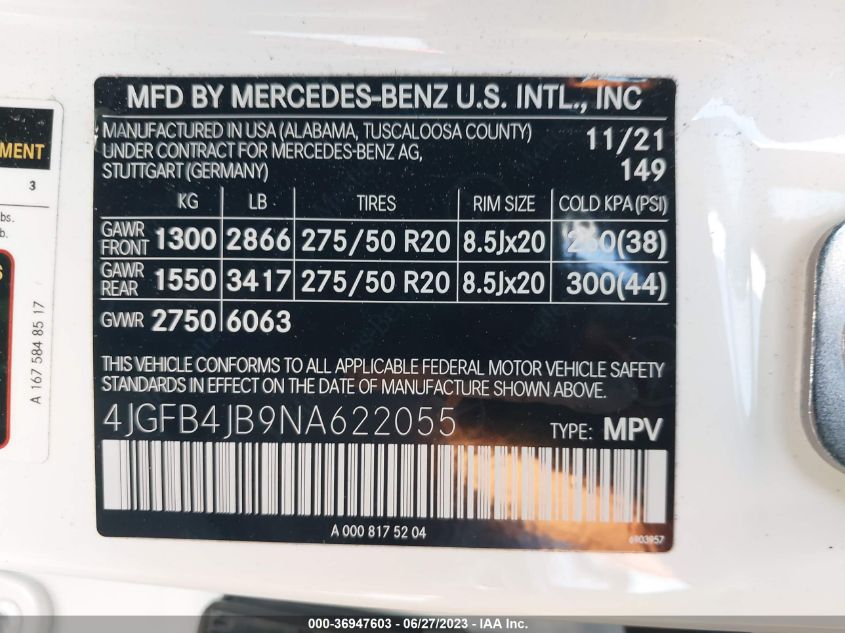 MFD BY MERCEDES-BENZ U.S. INTL., INC
MANUFACTURED IN USA (ALABAMA, TUSCALOOSA COUNTY) 11/21
UNDER CONTRACT FOR MERCEDES-BENZ AG, 149
STUTTGART (GERMANY)
KG LB TIRES RIM SIZE COLD KPA (PSI)
GAWR FRONT 1300 2866 275/50 R20 8.5Jx20 260(38)
GAWR REAR 1550 3417 275/50 R20 8.5Jx20 300(44)
GVWR 2750 6063
THIS VEHICLE CONFORMS TO ALL APPLICABLE FEDERAL MOTOR VEHICLE SAFETY
STANDARDS IN EFFECT ON THE DATE OF MANUFACTURE SHOWN ABOVE.
4JGFB4JB9NA622055 TYPE: MPV
A 000 817 52 04
6903957
MENT
3
bs.
b.
S
A 167 584 85 17
000-36947603 - 06/27/2023 - IAA Inc.